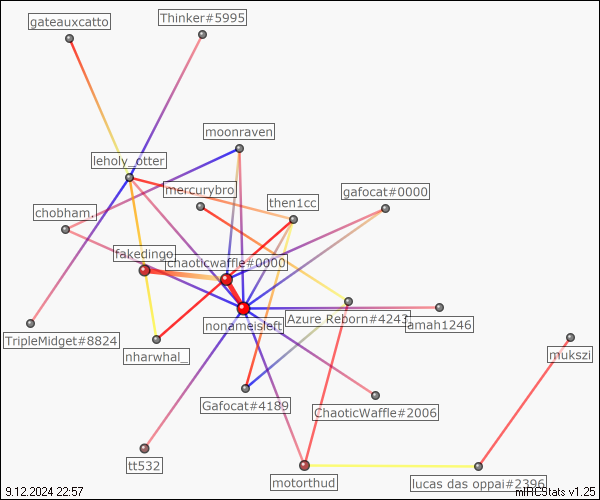 gateauxcatto
Thinker#5995
moonraven
leholy_otter
mercurybro
gafocat#0000
then1cc
chobham.
fakedingo
chaoticwaffle#0000
nonameisleft
Azure Reborn#4243
lamah1246
TripleMidget#8824
nharwhal_
mukszi
Gafocat#4189
ChaoticWaffle#2006
tt532
motorthud
lucas das oppai#2396
9.12.2024 22:57
mIRCStats v1.25